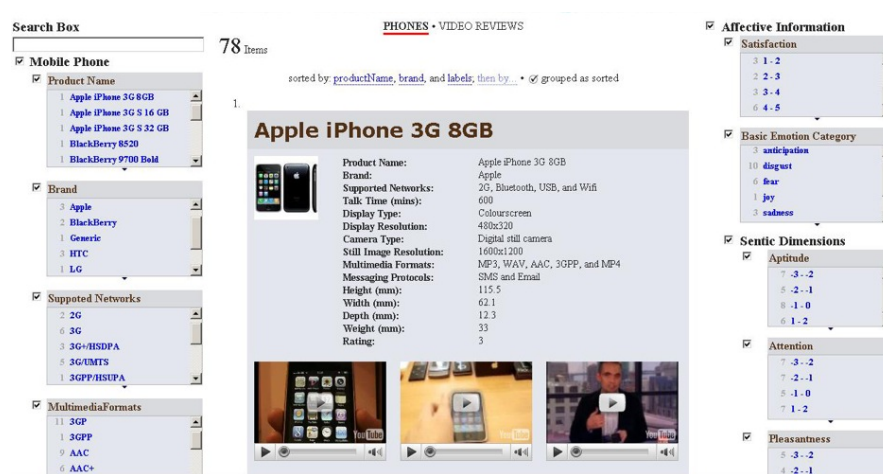 Search Box
Mobile Phone
Product Name
1 Apple iPhone 3G 8GB
1 Apple iPhone 3G S 16 GB
1 Apple iPhone 3G S 32 GB
1 BlackBerry 8520
1 BlackBerry 9700 Bold
Brand
3 Apple
2 BlackBerry
1 Generic
3 HTC
1 LG
Suppoted Networks
2 2G
6 3G
3 3G+/HSDPA
5 3G/UMTS
1 3GPP/HSUPA
MultimediaFormats
11 3GP
1 3GPP
9 AAC
6 AAC+
PHONES • VIDEO REVIEWS
78 Items
sorted by: productName, brand, and labels; then by... • grouped as sorted
1.
Apple iPhone 3G 8GB
Product Name: Apple iPhone 3G 8GB
Brand: Apple
Supported Networks: 2G, Bluetooth, USB, and Wifi
Talk Time (mins): 600
Display Type: Colourscreen
Display Resolution: 480x320
Camera Type: Digital still camera
Still Image Resolution: 1600x1200
Multimedia Formats: MP3, WAV, AAC, 3GPP, and MP4
Messaging Protocols: SMS and Email
Height (mm): 115.5
Width (mm): 62.1
Depth (mm): 12.3
Weight (mm): 33
Rating: 3
YouTube
YouTube
YouTube
Affective Information
Satisfaction
3 1 - 2
2 2 - 3
3 3 - 4
6 4 - 5
Basic Emotion Category
3 anticipation
10 disgust
6 fear
1 joy
3 sadness
Sentic Dimensions
Aptitude
7 -3 - -2
5 -2 - -1
8 -1 - 0
6 1 - 2
Attention
7 -3 - -2
7 -2 - -1
5 -1 - 0
7 1 - 2
Pleasantness
5 -3 - -2
4 -2 - -1